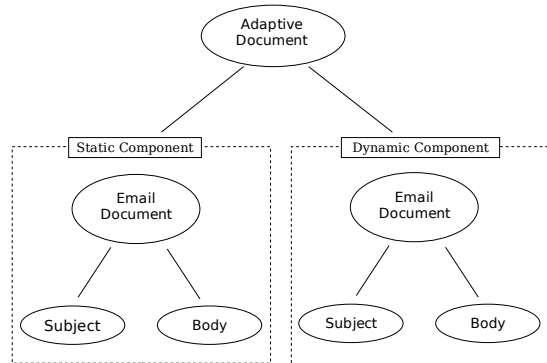 Adaptive
Document
Static Component
Dynamic Component
Email
Document
Email
Document
Subject
Body
Subject
Body